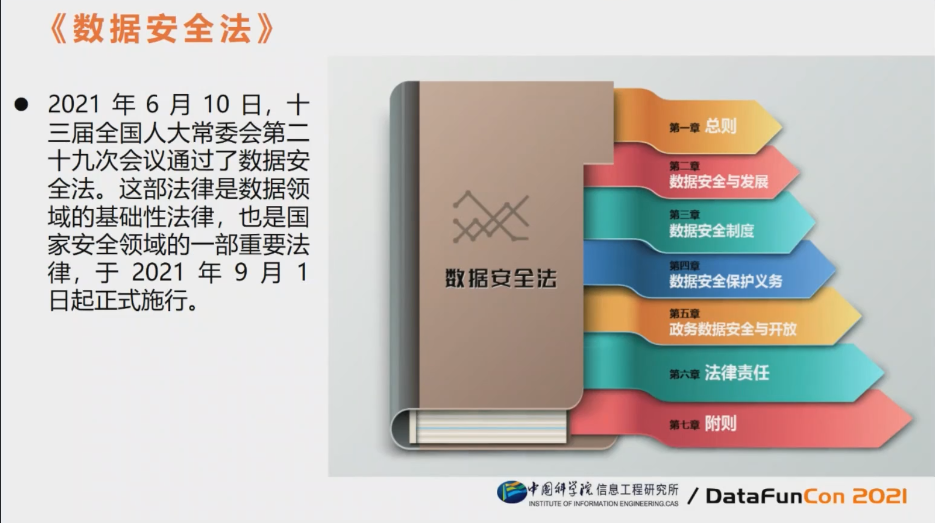 《数据安全法》
● 2021 年 6 月 10 日，十
三届全国人大常委会第二
十九次会议通过了数据安
全法。这部法律是数据领
域的基础性法律，也是国
家安全领域的一部重要法
律，于 2021 年 9 月 1
日起正式施行。
数据安全法
第一章 总则
第二章
数据安全与发展
第三章
数据安全制度
第四章
数据安全保护义务
第五章
政务数据安全与开放
第六章 法律责任
第七章 附则
中国科学院 信息工程研究所 / DataFunCon 2021
INSTITUTE OF INFORMATION ENGINEERING,CAS